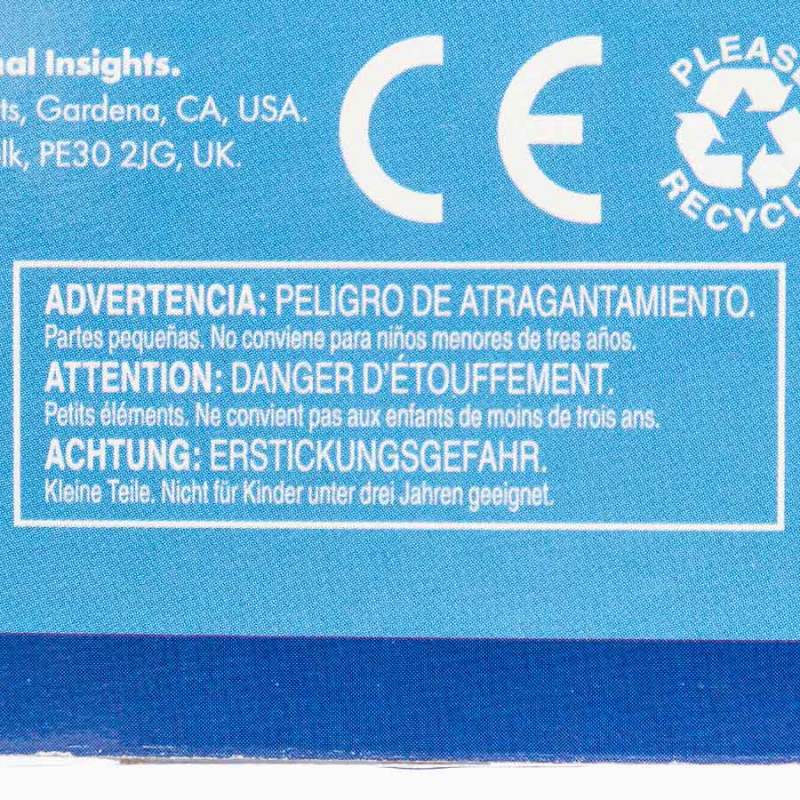 nal Insights.
ts, Gardena, CA, USA.
lk, PE30 2JG, UK.
CE
PLEASE
RECYCL
ADVERTENCIA: PELIGRO DE ATRAGANTAMIENTO.
Partes pequeñas. No conviene para niños menores de tres años.
ATTENTION: DANGER D'ÉTOUFFEMENT.
Petits éléments. Ne convient pas aux enfants de moins de trois ans.
ACHTUNG: ERSTICKUNGSGEFAHR.
Kleine Teile. Nicht für Kinder unter drei Jahren geeignet.